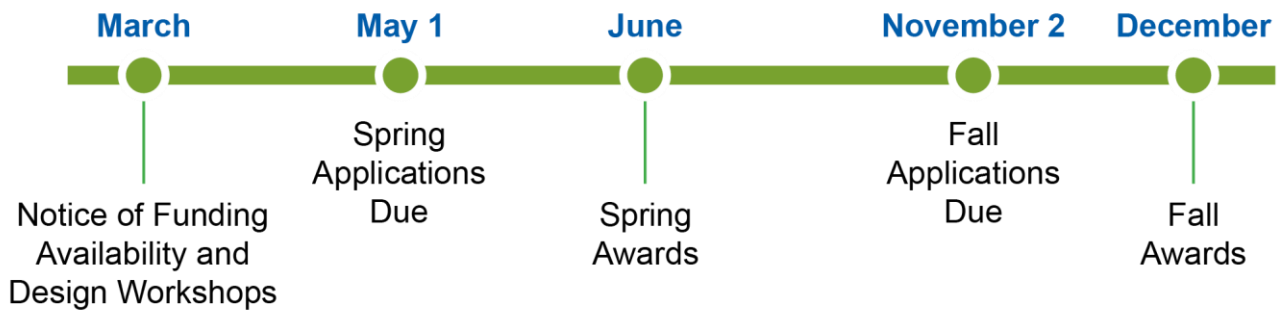 March
May 1
June
November 2
December
Notice of Funding
Availability and
Design Workshops
Spring
Applications
Due
Spring
Awards
Fall
Applications
Due
Fall
Awards